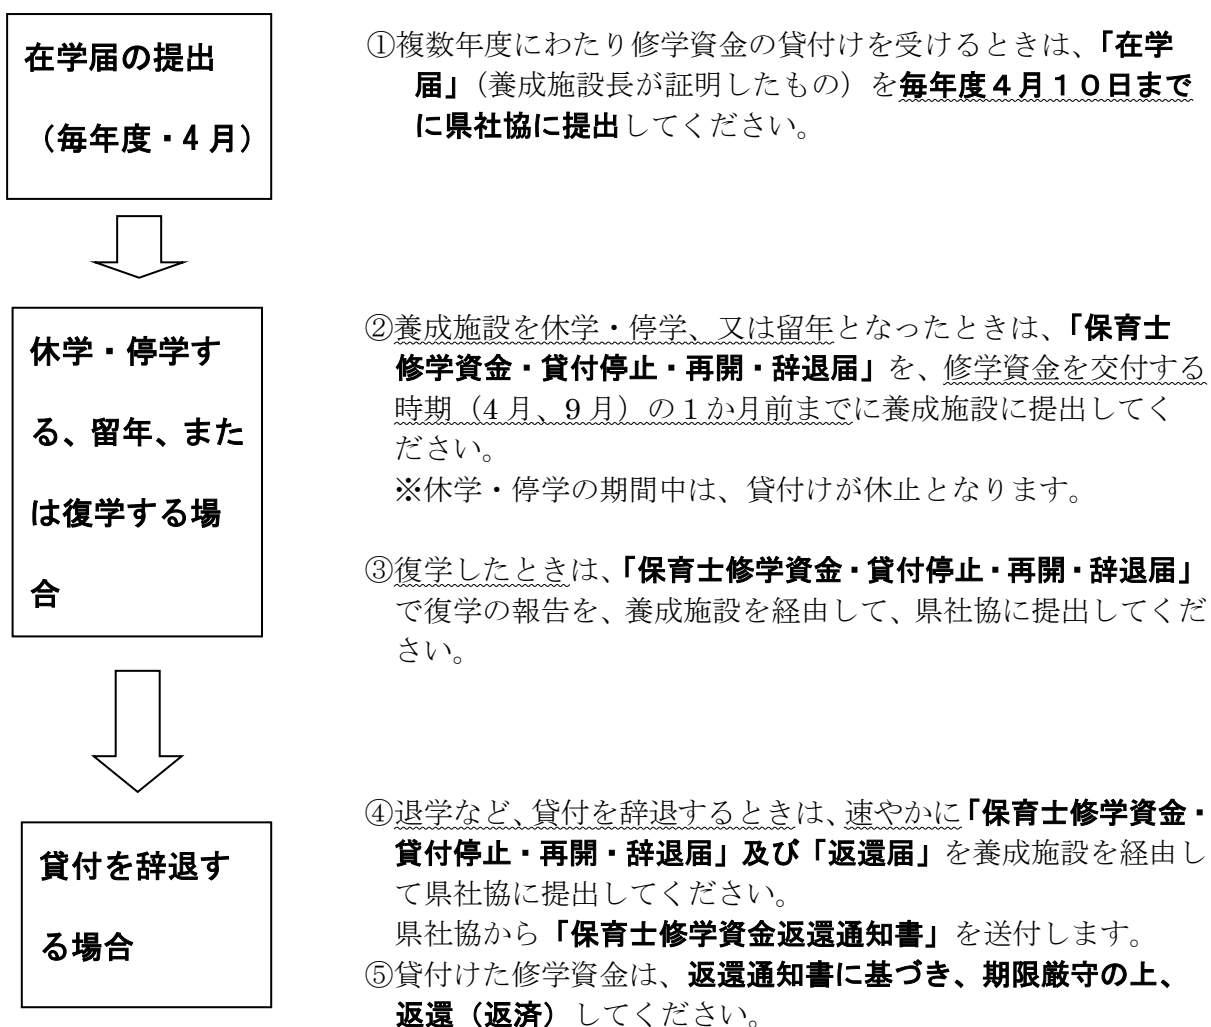 在学届の提出
（毎年度・4月）
①複数年度にわたり修学資金の貸付けを受けるときは、「在学
届」（養成施設長が証明したもの）を毎年度４月１０日まで
に県社協に提出してください。
休学・停学す
る、留年、また
は復学する場
合
②養成施設を休学・停学、又は留年となったときは、「保育士
修学資金・貸付停止・再開・辞退届」を、修学資金を交付する
時期（4月、9月）の１か月前までに養成施設に提出してく
ださい。
※休学・停学の期間中は、貸付けが休止となります。
③復学したときは、「保育士修学資金・貸付停止・再開・辞退届」
で復学の報告を、養成施設を経由して、県社協に提出してくだ
さい。
貸付を辞退す
る場合
④退学など、貸付を辞退するときは、速やかに「保育士修学資金・
貸付停止・再開・辞退届」及び「返還届」を養成施設を経由し
て県社協に提出してください。
県社協から「保育士修学資金返還通知書」を送付します。
⑤貸付けた修学資金は、返還通知書に基づき、期限厳守の上、
返還（返済）してください。